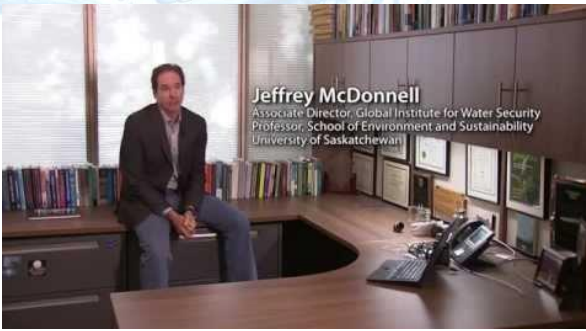 Jeffrey McDonnell
Associate Director, Global Institute for Water Security
Professor, School of Environment and Sustainability
University of Saskatchewan